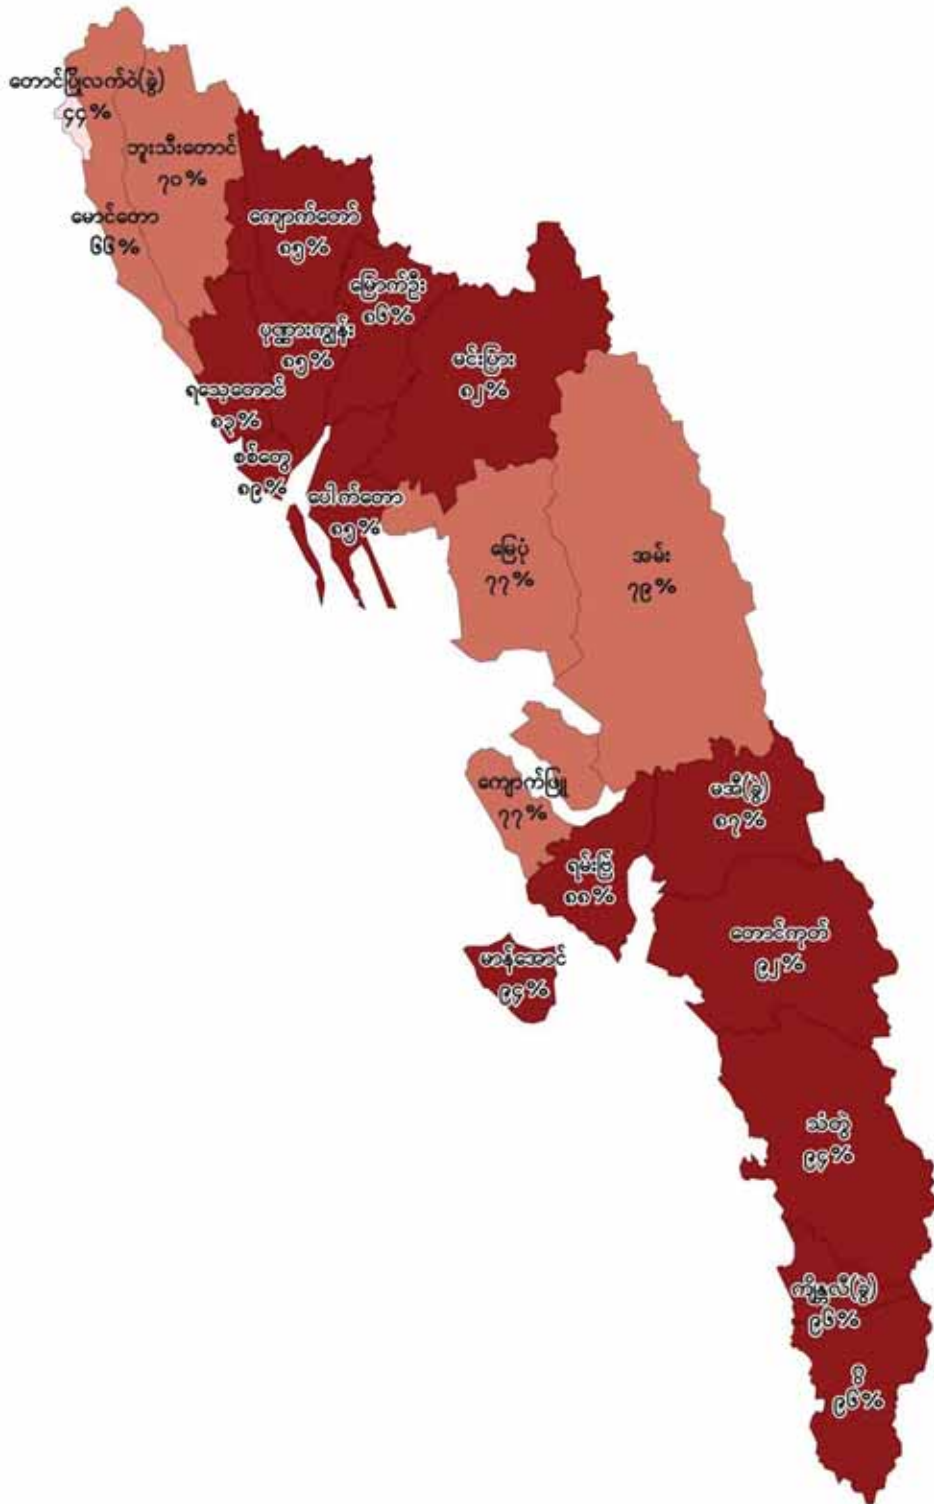 တောင်ပြိုလက်ဝဲ(ခွဲ)
၄၄%
ဘူးသီးတောင်
၇၀%
မောင်တော
၆၆%
ကျောက်တော်
၈၅%
မြောက်ဦး
၈၆%
ပုဏ္ဏားကျွန်း
၈၅%
မင်းပြား
၈၂%
ရသေ့တောင်
၈၃%
စစ်တွေ
၈၉%
ပေါက်တော
၈၅%
မြေပုံ
၇၇%
အမ်း
၇၉%
ကျောက်ဖြူ
၇၇%
မအီ(ခွဲ)
၈၇%
ရမ်းဗြဲ
၈၈%
တောင်ကုတ်
၉၂%
မာန်အောင်
၉၄%
သံတွဲ
၉၄%
ကျိန္တလီ(ခွဲ)
၉၆%
ဂွ
၉၆%